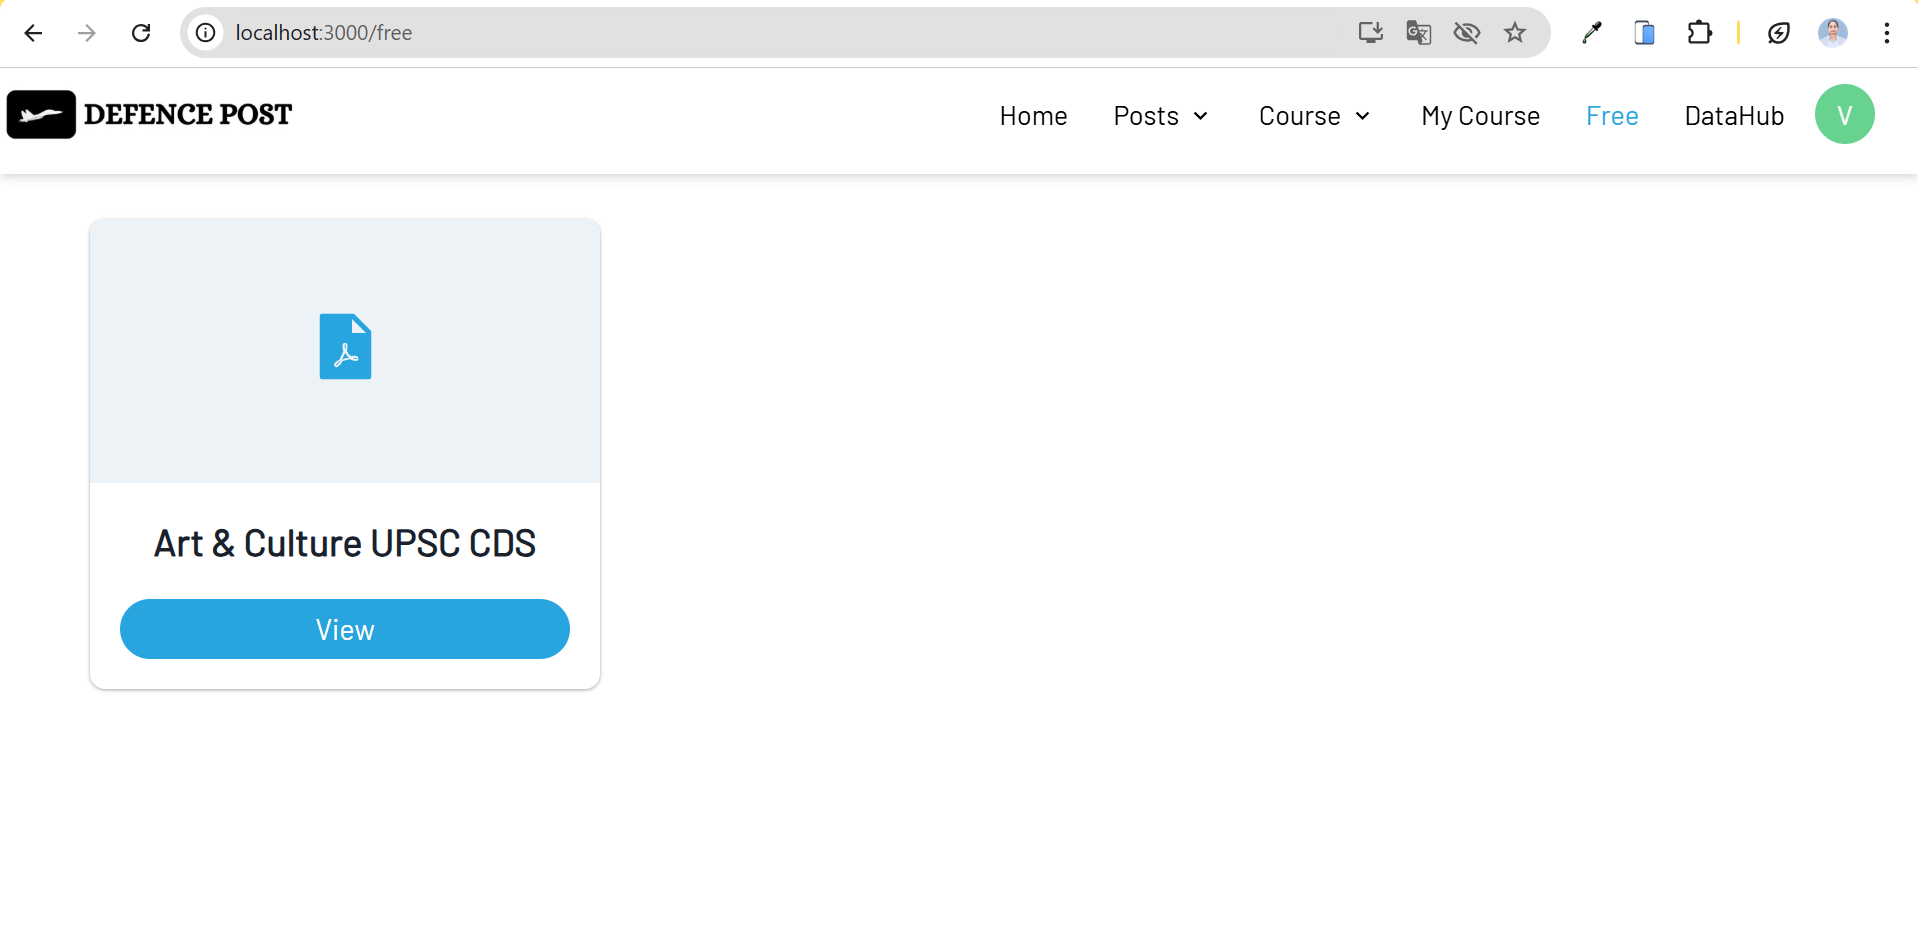 localhost:3000/free
DEFENCE POST
Home Posts Course My Course Free DataHub V
Art & Culture UPSC CDS
View